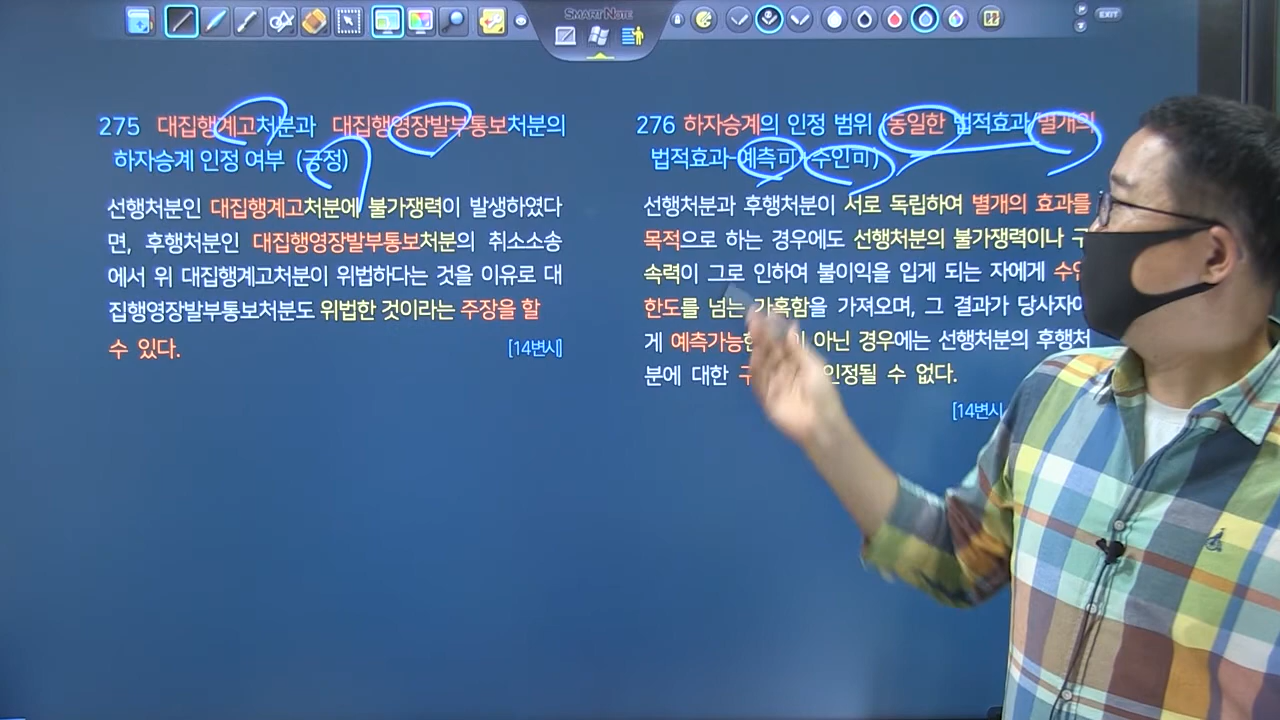 SMARTNOTE
EXIT
275 대집행계고처분과 대집행영장발부통보처분의
하자승계 인정 여부 (긍정)
선행처분인 대집행계고처분에 불가쟁력이 발생하였다
면, 후행처분인 대집행영장발부통보처분의 취소소송
에서 위 대집행계고처분이 위법하다는 것을 이유로 대
집행영장발부통보처분도 위법한 것이라는 주장을 할
수 있다.
[14변시]
276 하자승계의 인정 범위 (동일한 법적효과/별개의
법적효과-예측미+수인미)
선행처분과 후행처분이 서로 독립하여 별개의 효과를
목적으로 하는 경우에도 선행처분의 불가쟁력이나 구
속력이 그로 인하여 불이익을 입게 되는 자에게
한도를 넘는 가혹함을 가져오며, 그 결과가 당사자에
게 예측가능한 아닌 경우에는 선행처분의 후행처
분에 대한 인정될 수 없다.
[14변시